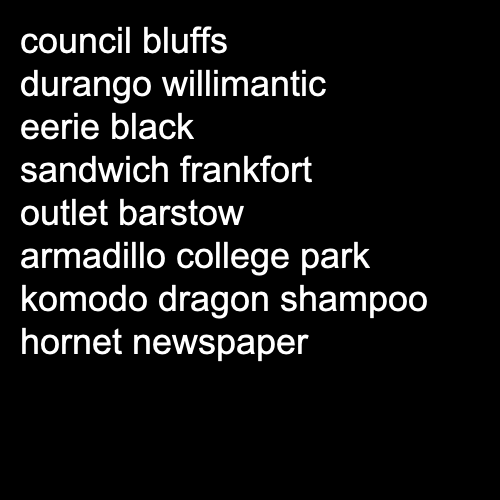 council bluffs
durango willimantic
eerie black
sandwich frankfort
outlet barstow
armadillo college park
komodo dragon shampoo
hornet newspaper